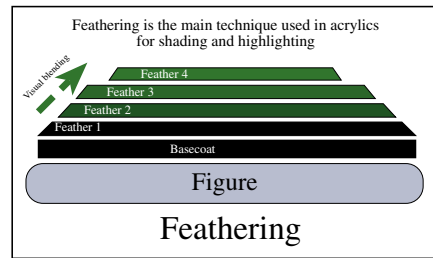 Feathering is the main technique used in acrylics
for shading and highlighting
Visual blending
Feather 4
Feather 3
Feather 2
Feather 1
Basecoat
Figure
Feathering